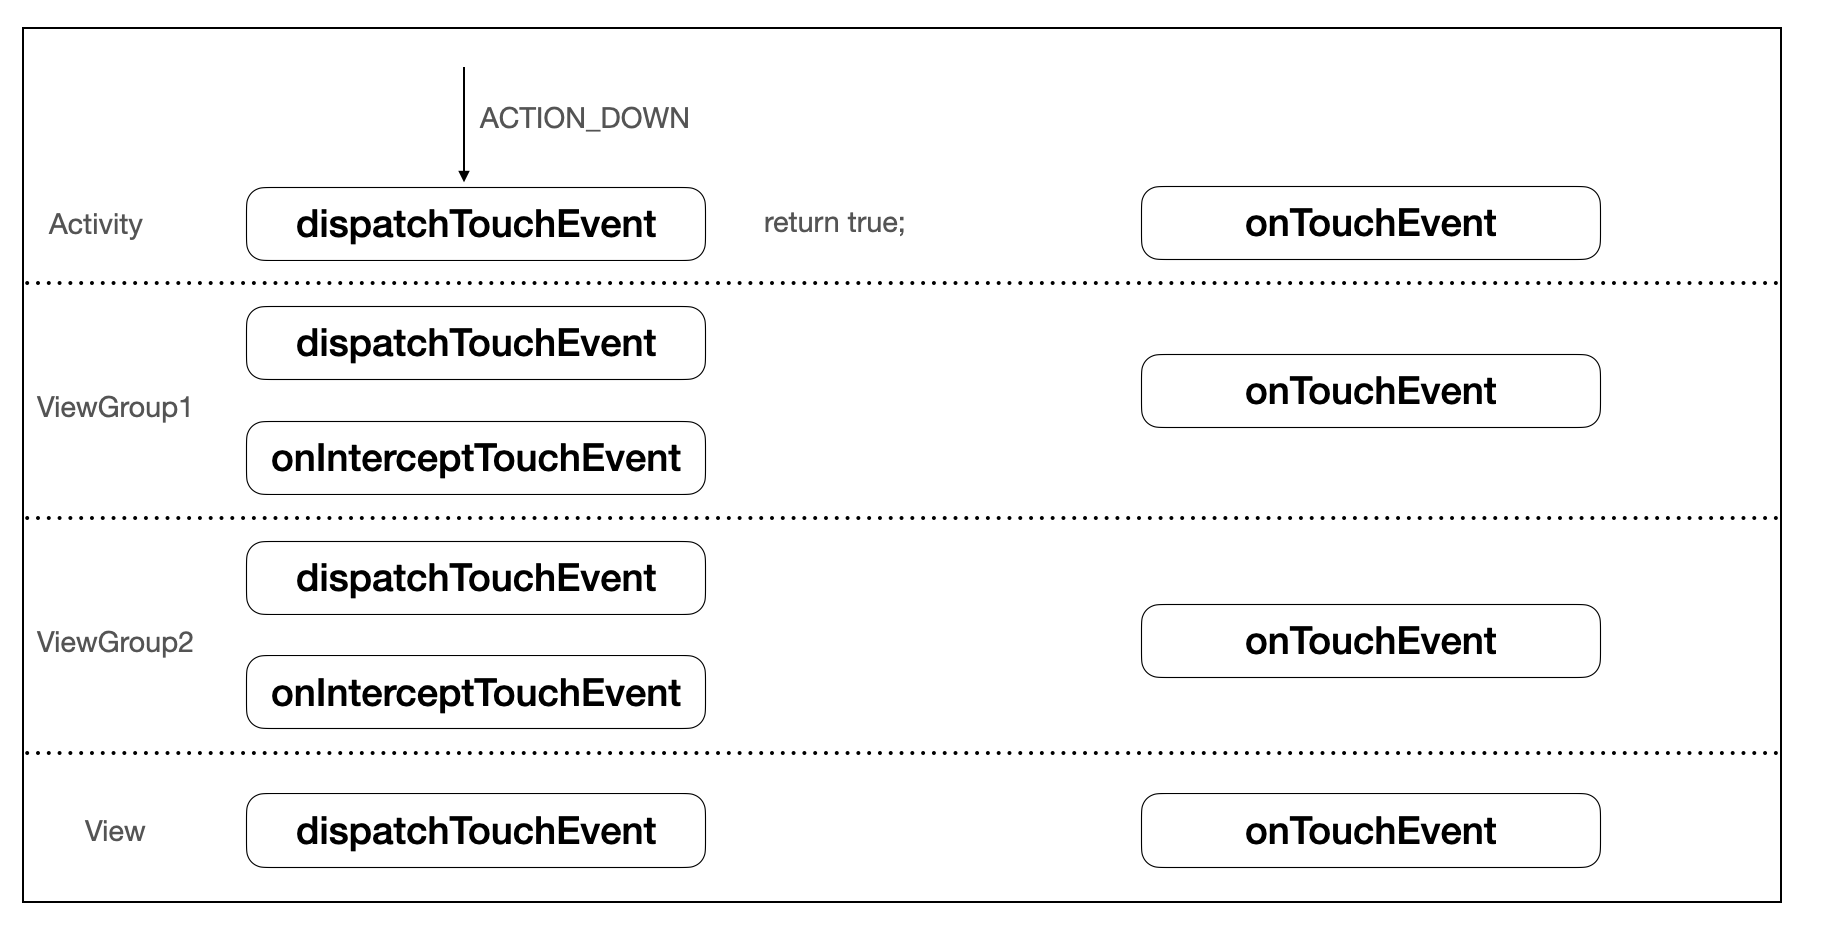 ACTION_DOWN
Activity
dispatchTouchEvent
return true;
onTouchEvent
dispatchTouchEvent
onTouchEvent
ViewGroup1
onInterceptTouchEvent
dispatchTouchEvent
onTouchEvent
ViewGroup2
onInterceptTouchEvent
View
dispatchTouchEvent
onTouchEvent